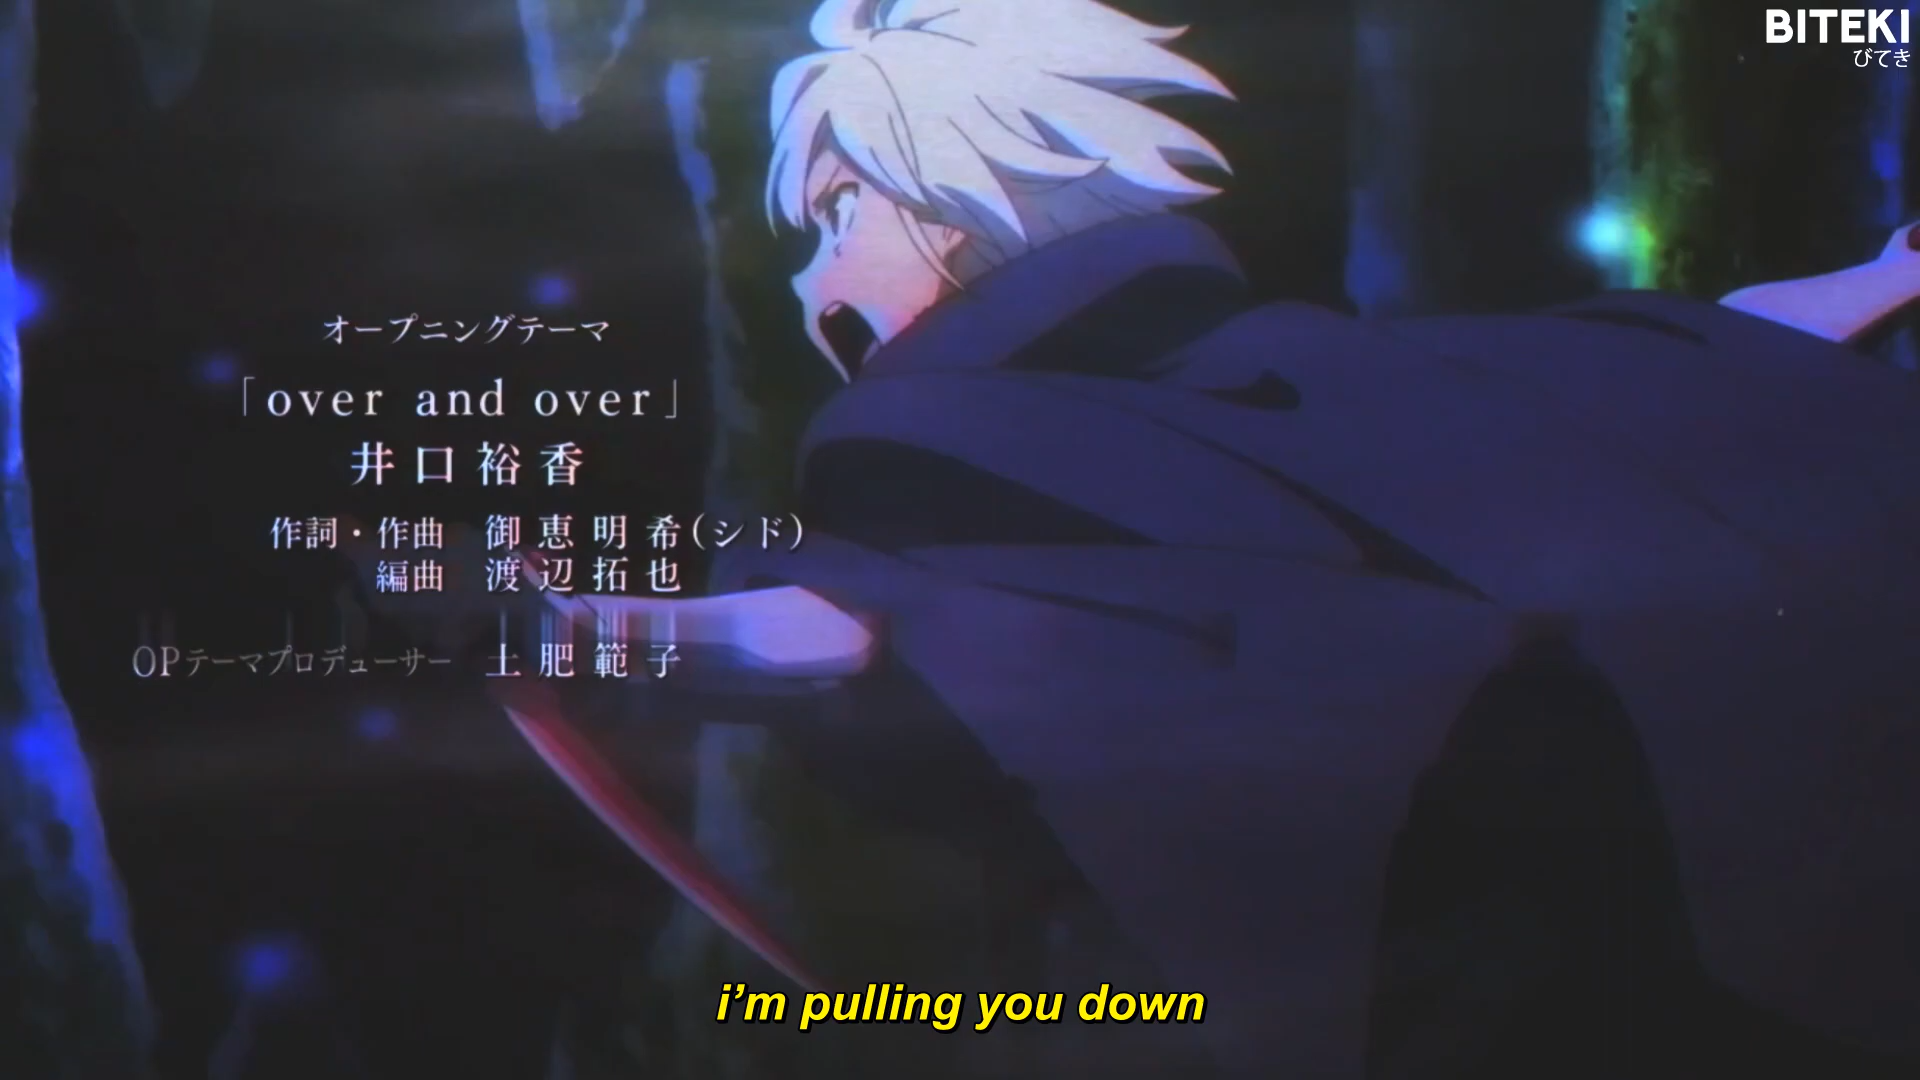 BITEKI
びてき
オープニングテーマ
「over and over」
井口裕香
作詞・作曲 御恵明希(シド)
編曲 渡辺拓也
OPテーマプロデューサー 土肥範子
i'm pulling you down